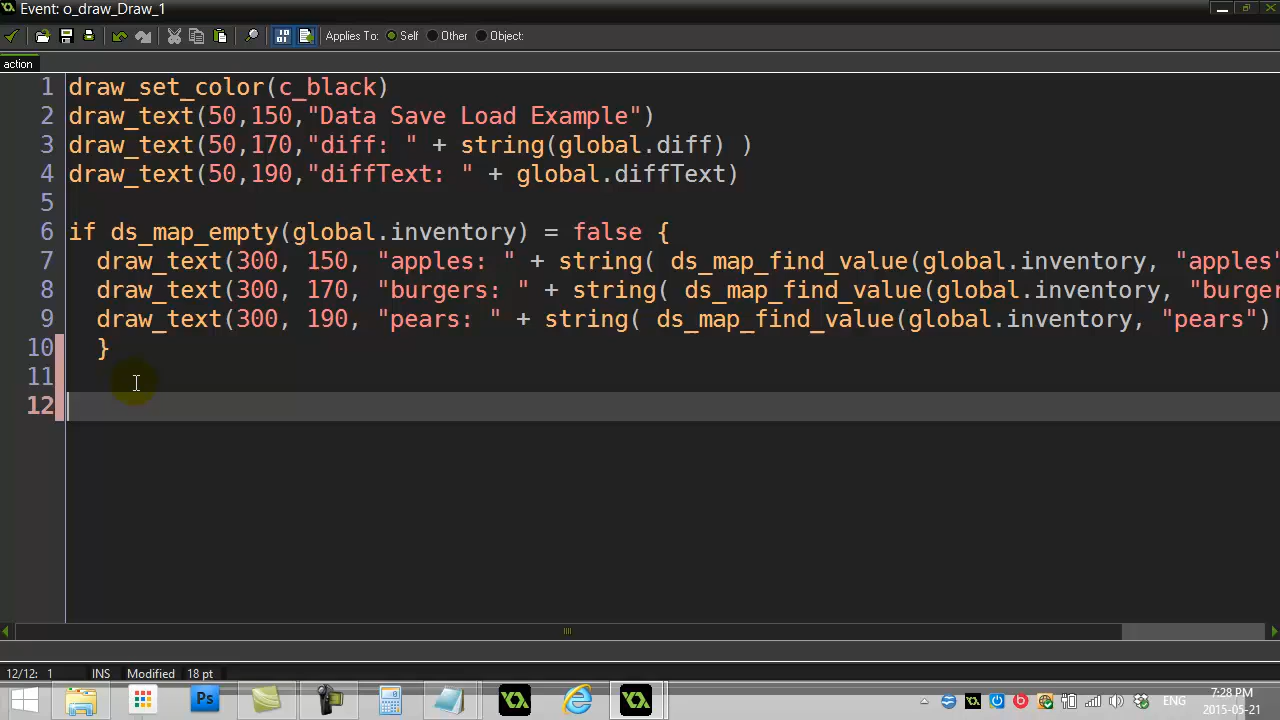 Event: o_draw_Draw_1
Applies To: Self Other Object:
action
1 draw_set_color(c_black)
2 draw_text(50,150,"Data Save Load Example")
3 draw_text(50,170,"diff: " + string(global.diff) )
4 draw_text(50,190,"diffText: " + global.diffText)
5
6 if ds_map_empty(global.inventory) = false {
7 draw_text(300, 150, "apples: " + string( ds_map_find_value(global.inventory, "apples"
8 draw_text(300, 170, "burgers: " + string( ds_map_find_value(global.inventory, "burger
9 draw_text(300, 190, "pears: " + string( ds_map_find_value(global.inventory, "pears")
10 }
11
12
12/12: 1 INS Modified 18 pt
Ps
ENG
7:28 PM
2015-05-21